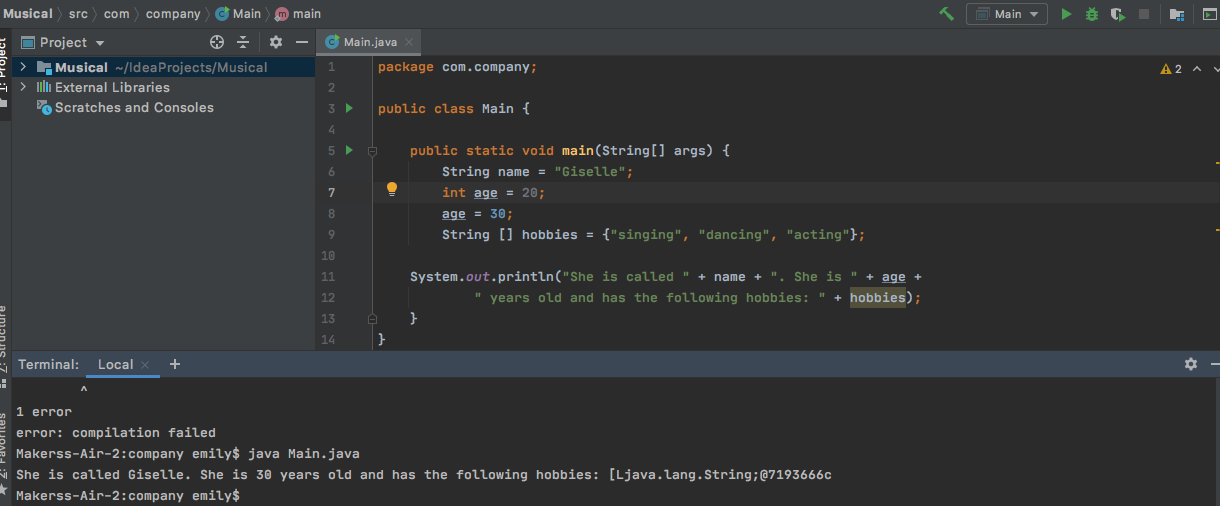 Musical src com company Main main Main
Project
Main.java
1: Project
Musical ~/IdeaProjects/Musical
External Libraries
Scratches and Consoles
1 package com.company;
2
2
3 public class Main {
4
5 public static void main(String[] args) {
6 String name = "Giselle";
7 int age = 20;
8 age = 30;
9 String [] hobbies = {"singing", "dancing", "acting"};
10
11 System.out.println("She is called " + name + ". She is " + age +
12 " years old and has the following hobbies: " + hobbies);
13 }
14 }
Z: Structure
Terminal: Local +
^
1 error
error: compilation failed
Makerss-Air-2:company emily$ java Main.java
She is called Giselle. She is 30 years old and has the following hobbies: [Ljava.lang.String;@7193666c
Makerss-Air-2:company emily$
Favorites